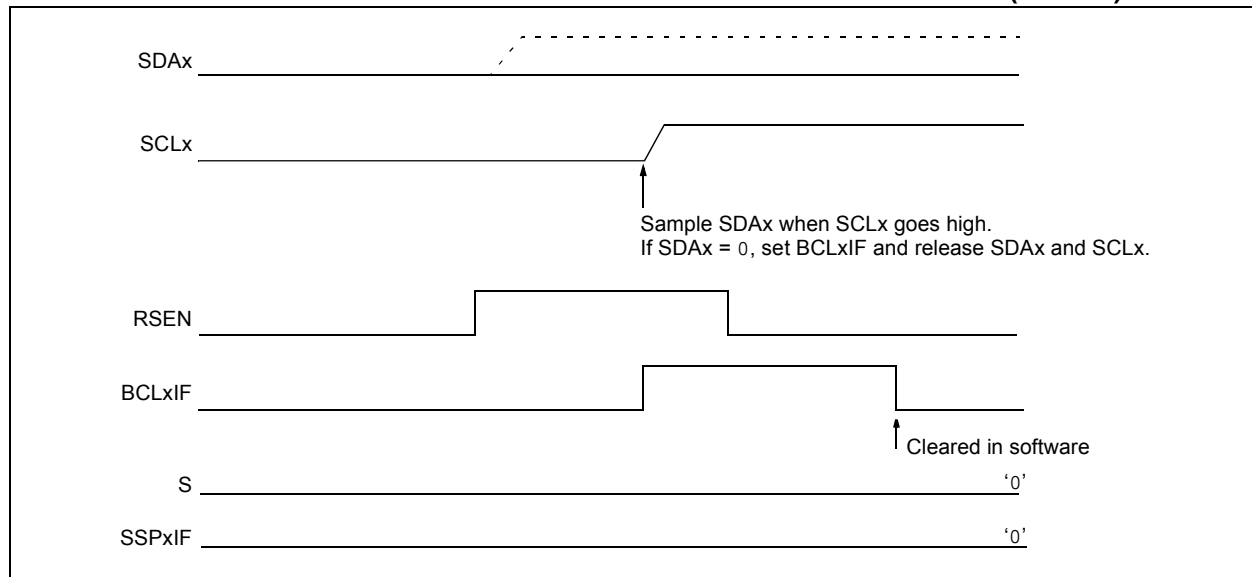 SDAx
SCLx
Sample SDAx when SCLx goes high.
If SDAx = 0, set BCLxIF and release SDAx and SCLx.
RSEN
BCLxIF
Cleared in software
S
‘0’
SSPxIF
‘0’